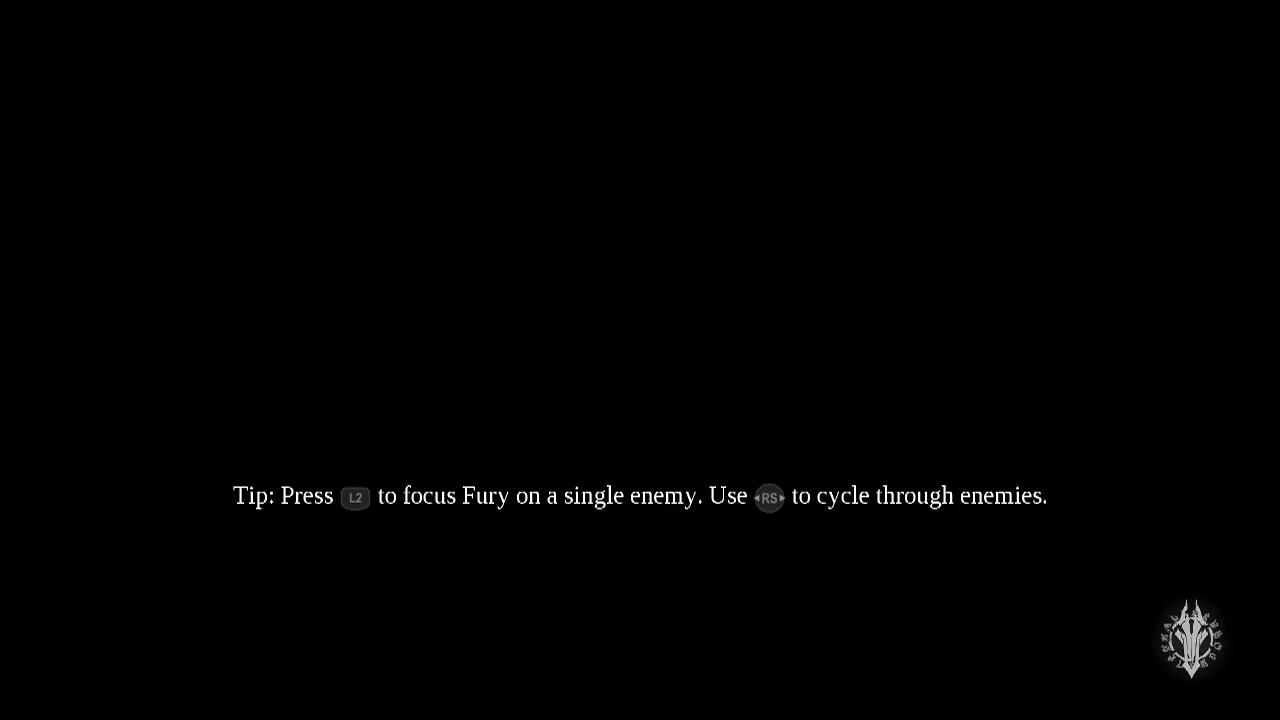 Tip: Press L2 to focus Fury on a single enemy. Use RS to cycle through enemies.